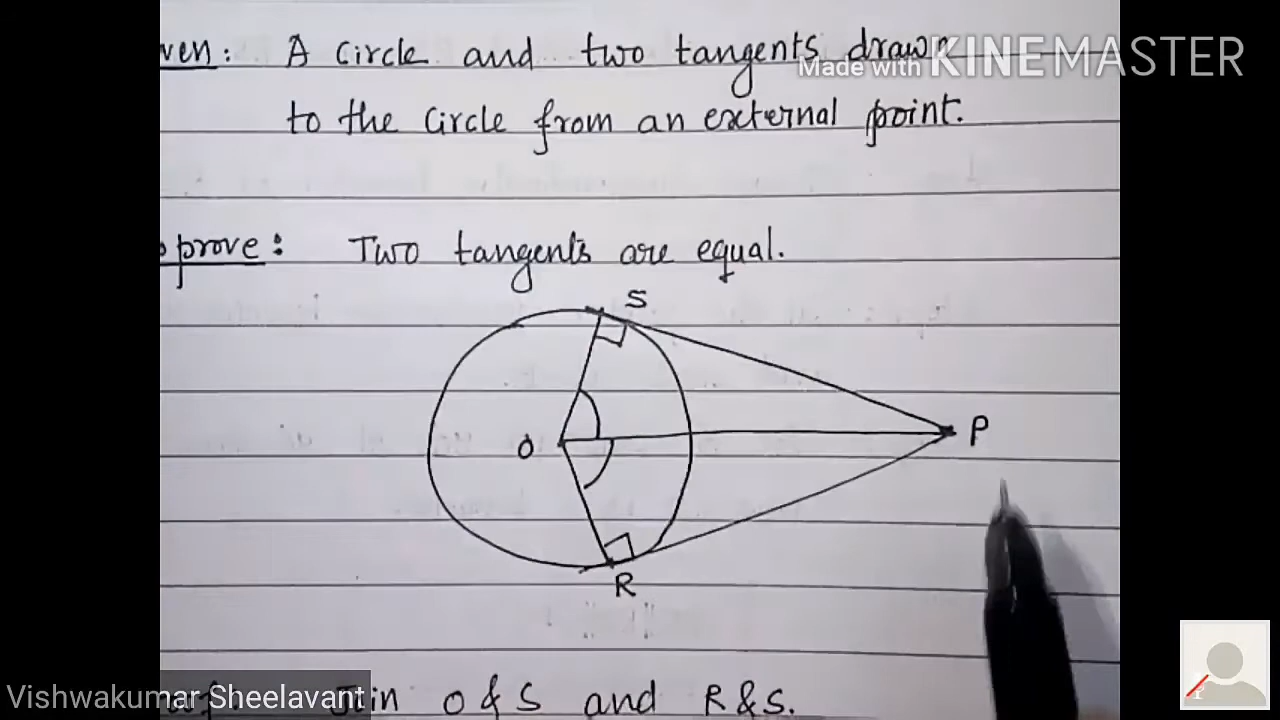 ven: A circle and two tangents drawn
Made with KINEMASTER
to the circle from an external point.
prove: Two tangents are equal.
S
O
P
R
Vishwakumar Sheelavant
Join O & S and R & S.